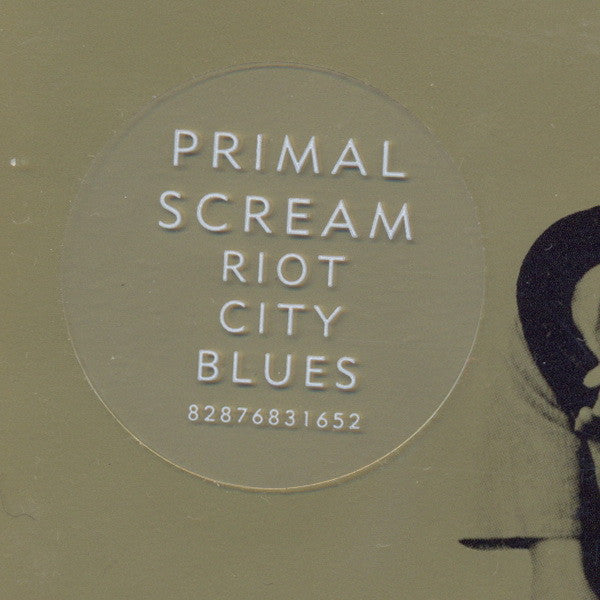 PRIMAL
SCREAM
RIOT
CITY
BLUES
82876831652